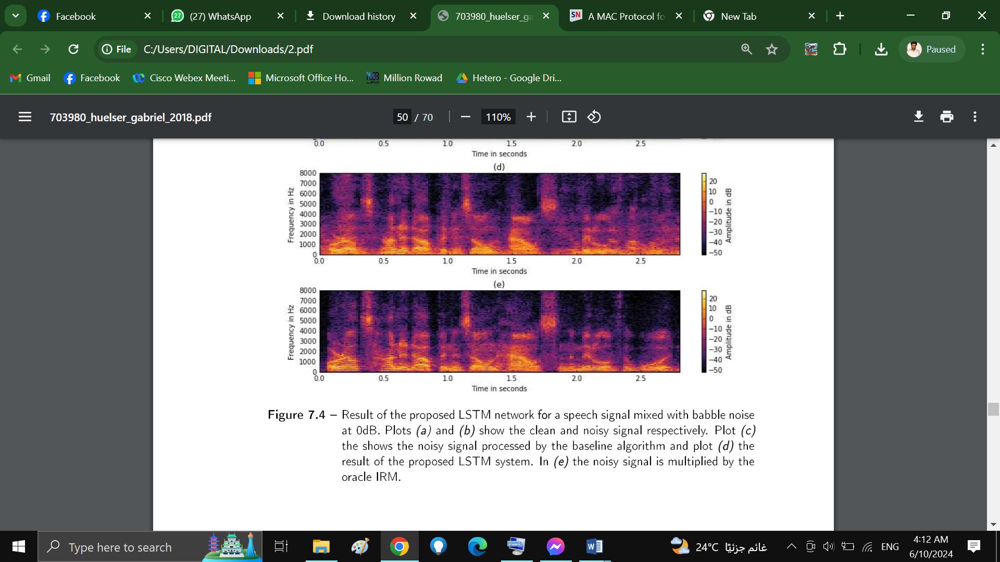 Facebook
(27) WhatsApp
Download history
703980_huelser_ga
SN
A MAC Protocol fo
New Tab
File
C:/Users/DIGITAL/Downloads/2.pdf
Paused
Gmail
Facebook
Cisco Webex Meeti...
Microsoft Office Ho...
Million Rowad
Hetero - Google Dri...
703980_huelser_gabriel_2018.pdf
50 / 70
110%
0.0 0.5 1.0 1.5 2.0 2.5
Time in seconds
(d)
8000
7000
6000
5000
4000
3000
2000
1000
0
Frequency in Hz
20
10
0
−10
−20
−30
−40
−50
Amplitude in dB
0.0 0.5 1.0 1.5 2.0 2.5
Time in seconds
(e)
8000
7000
6000
5000
4000
3000
2000
1000
0
Frequency in Hz
20
10
0
−10
−20
−30
−40
−50
Amplitude in dB
0.0 0.5 1.0 1.5 2.0 2.5
Time in seconds
Figure 7.4 – Result of the proposed LSTM network for a speech signal mixed with babble noise
at 0dB. Plots (a) and (b) show the clean and noisy signal respectively. Plot (c)
the shows the noisy signal processed by the baseline algorithm and plot (d) the
result of the proposed LSTM system. In (e) the noisy signal is multiplied by the
oracle IRM.
Type here to search
24°C غائم جزئيًا
ENG
4:12 AM
6/10/2024